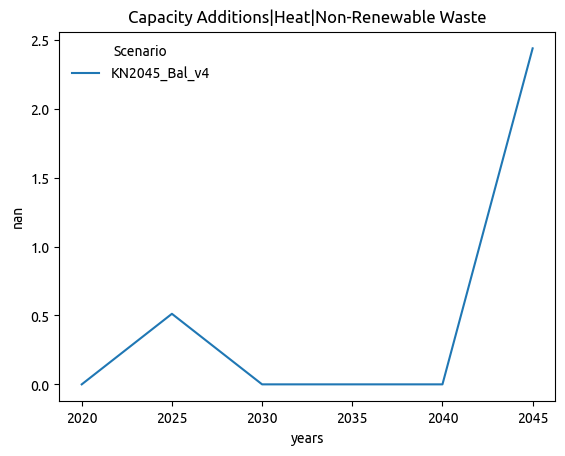 Capacity Additions|Heat|Non-Renewable Waste
Scenario
KN2045_Bal_v4
2.5
2.0
1.5
1.0
0.5
0.0
nan
2020 2025 2030 2035 2040 2045
years